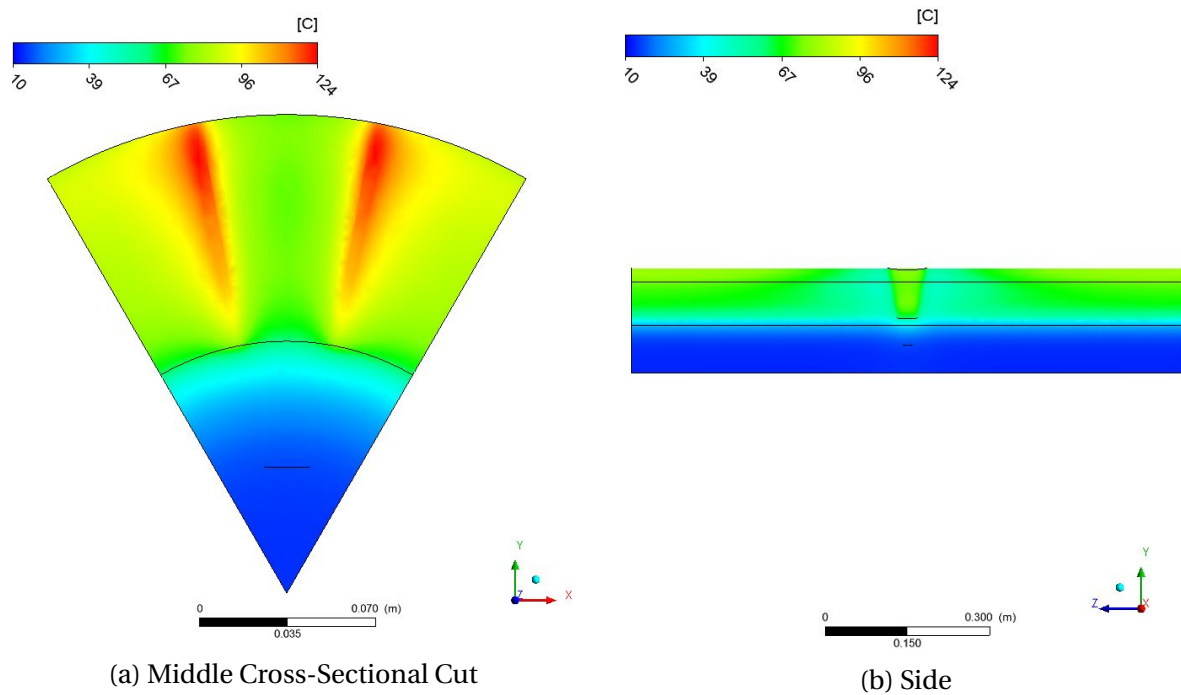 [C]
10 39 67 96 124
0 0.070 (m)
0.035
Y
Z X
(a) Middle Cross-Sectional Cut
[C]
10 39 67 96 124
0 0.300 (m)
0.150
Y
Z X
(b) Side